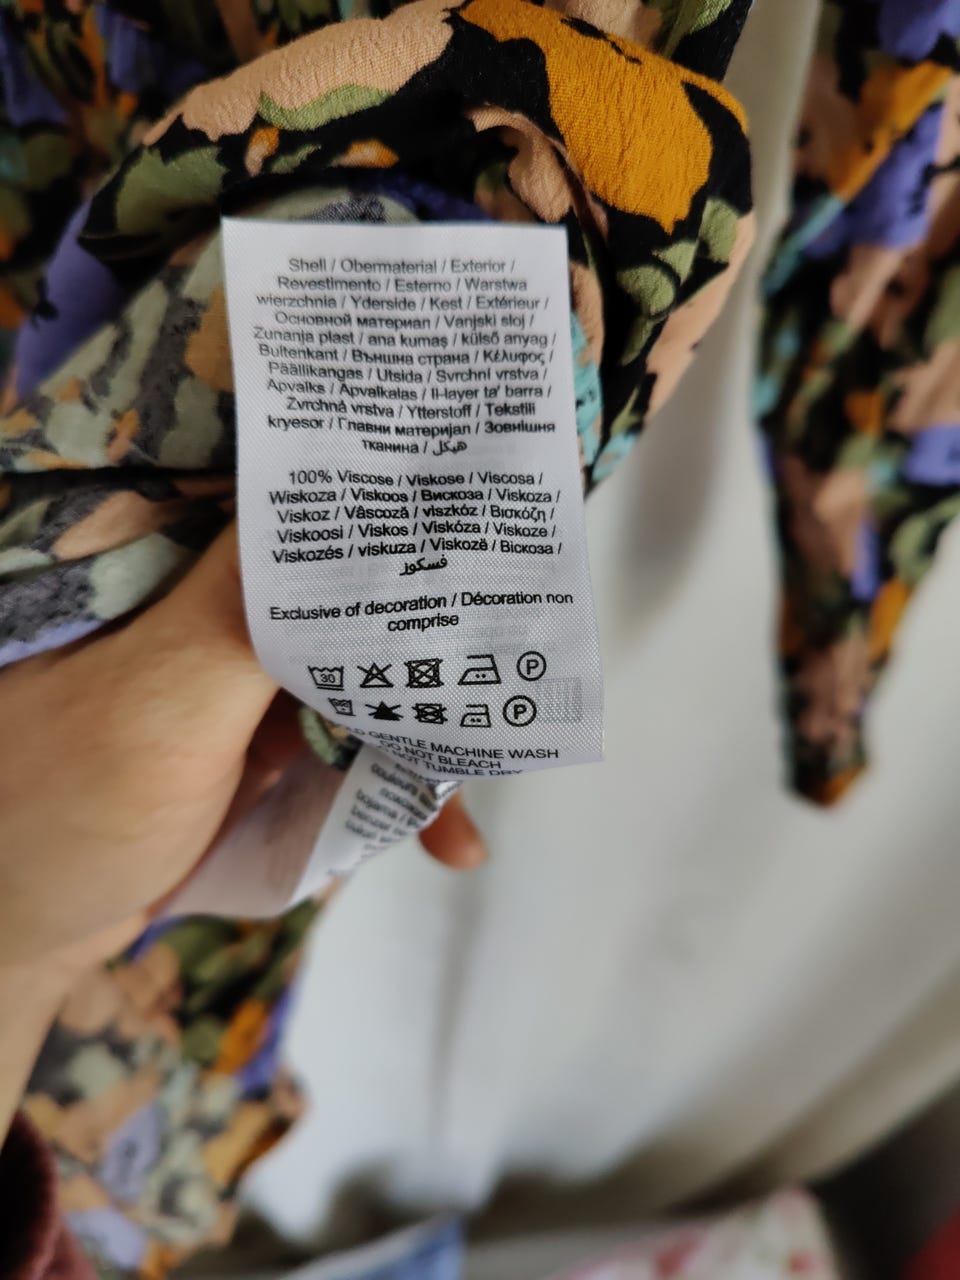 Shell / Obermaterial / Exterior /
Revestimento / Esterno / Warstwa
wierzchnia / Yderside / Kest / Extérieur /
Основной материал / Vanjski sloj /
Zunanja plast / ana kumaş / külső anyag /
Buitenkant / Външна страна / Κέλυφος /
Päällikangas / Utsida / Svrchní vrstva /
Apvalks / Apvalkalas / Il-layer ta' barra /
Zvrchná vrstva / Ytterstoff / Tekstili
kryesor / Главни материјал / Зовнішня
тканина / هيكل
100% Viscose / Viskose / Viscosa /
Wiskoza / Viskoos / Вискоза / Viskoza /
Viskoz / Vâscoză / viszkóz / Βισκόζη /
Viskoosi / Viskos / Viskóza / Viskoze /
Viskozės / viskuza / Viskozë / Віскоза /
فسكوز
Exclusive of decoration / Décoration non
comprise
30 P
P
GENTLE MACHINE WASH
DO NOT BLEACH
NOT TUMBLE DRY